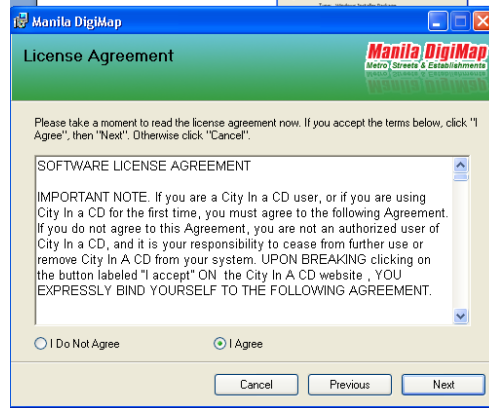 Type: Windows Installer Package
Manila DigiMap
License Agreement
Manila DigiMap
Metro Streets & Establishments
Please take a moment to read the license agreement now. If you accept the terms below, click "I
Agree", then "Next". Otherwise click "Cancel".
SOFTWARE LICENSE AGREEMENT
IMPORTANT NOTE. If you are a City In a CD user, or if you are using
City In a CD for the first time, you must agree to the following Agreement.
If you do not agree to this Agreement, you are not an authorized user of
City In a CD, and it is your responsibility to cease from further use or
remove City In A CD from your system. UPON BREAKING clicking on
the button labeled "I accept" ON  the City In A CD website , YOU
EXPRESSLY BIND YOURSELF TO THE FOLLOWING AGREEMENT.
I Do Not Agree
I Agree
Cancel
Previous
Next